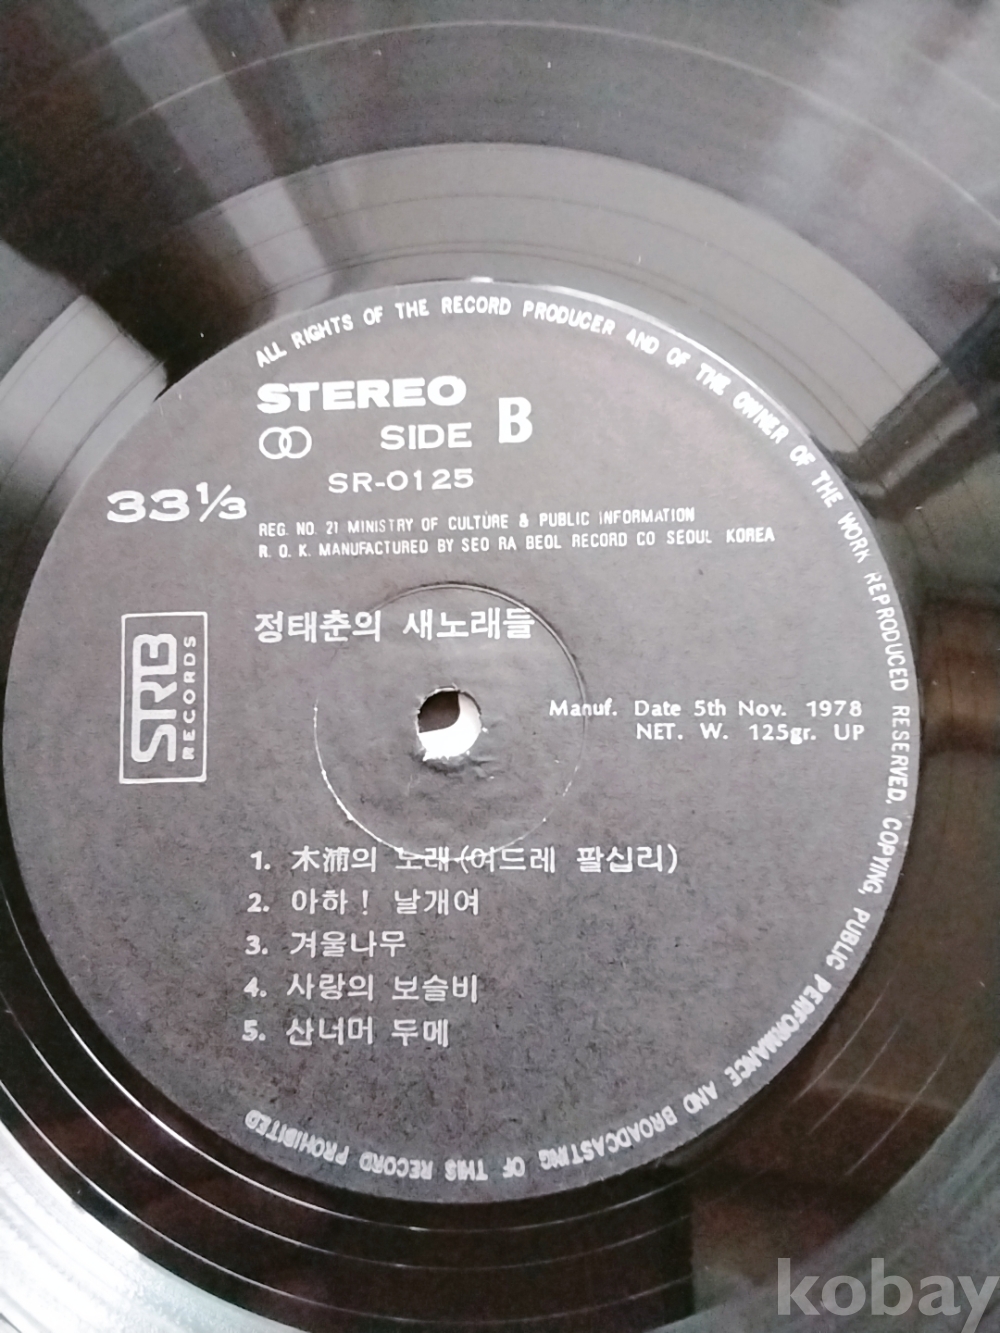 ALL RIGHTS OF THE RECORD PRODUCER AND OF THE OWNER OF THE WORK REPRODUCED RESERVED. COPYING, PUBLIC PERFORMANCE AND BROADCASTING OF THIS RECORD PROHIBITED
STEREO
SIDE B
SR-0125
33⅓
REG. NO. 21 MINISTRY OF CULTURE & PUBLIC INFORMATION
R. O. K. MANUFACTURED BY SEO RA BEOL RECORD CO SEOUL KOREA
정태춘의 새노래들
SRB
RECORDS
Manuf. Date 5th Nov. 1978
NET. W. 125gr. UP
1. 木浦의 노래(여드레 팔십리)
2. 아하! 날개여
3. 겨울나무
4. 사랑의 보슬비
5. 산너머 두메
kobay